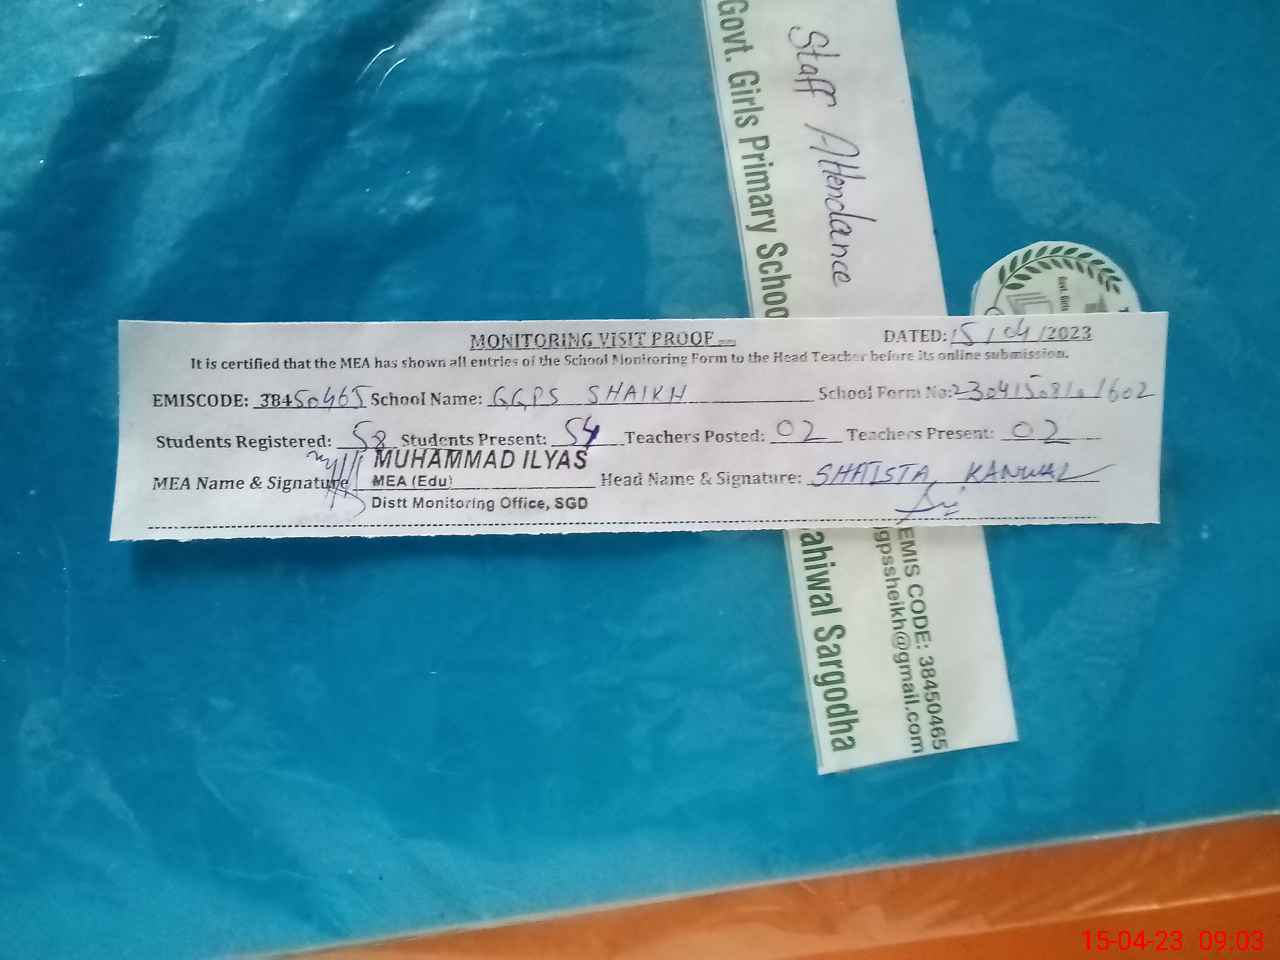 Govt. Girls Primary Schoo
Staff Attendance
Govt. Girls
MONITORING VISIT PROOF
DATED: 15/04/2023
It is certified that the MEA has shown all entries of the School Monitoring Form to the Head Teacher before its online submission.
EMISCODE: 38450465 School Name: GGPS SHAIKH School Form No:
Students Registered: 58 Students Present: 54 Teachers Posted: 02 Teachers Present: 02
MUHAMMAD ILYAS
MEA Name & Signature MEA (Edu) Head Name & Signature: SHAISTA KANWAL
Distt Monitoring Office, SGD
ahiwal Sargodha
EMIS CODE: 38450465
gpssheikh@gmail.com
15-04-23 09:03